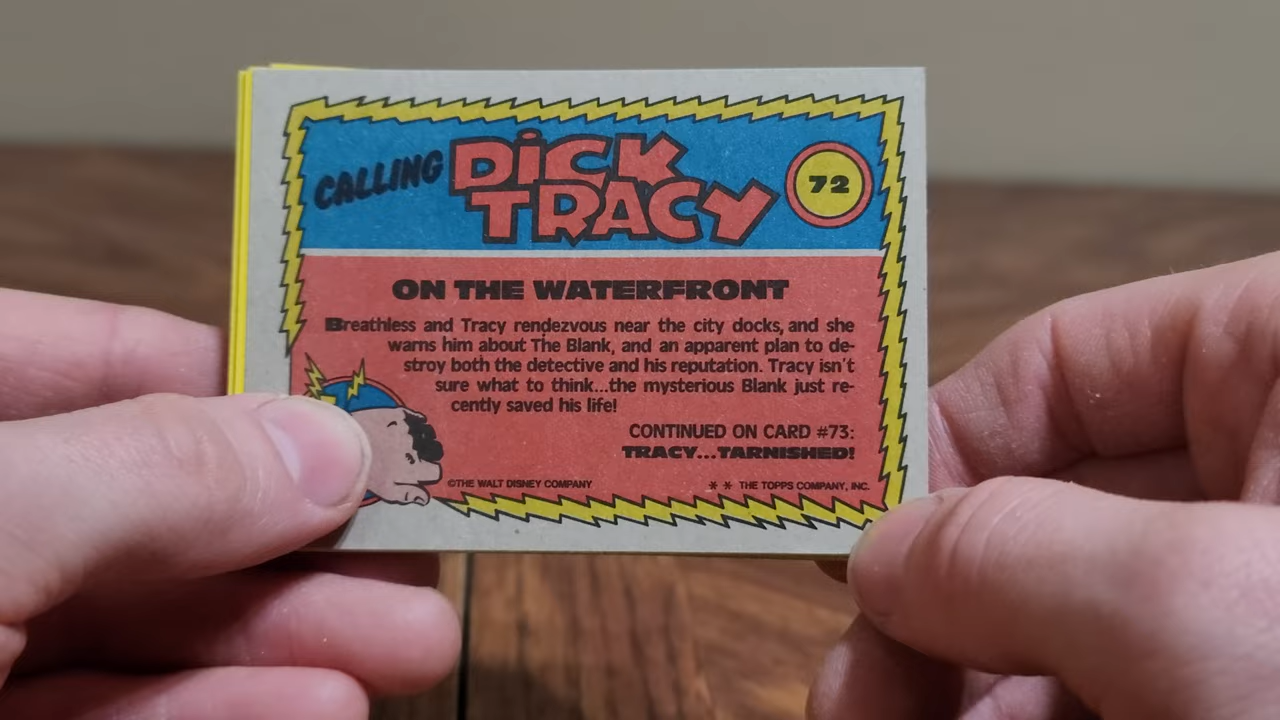 CALLING
DICK
TRACY
72
ON THE WATERFRONT
Breathless and Tracy rendezvous near the city docks, and she
warns him about The Blank, and an apparent plan to de-
stroy both the detective and his reputation. Tracy isn't
sure what to think...the mysterious Blank just re-
cently saved his life!
CONTINUED ON CARD #73:
TRACY...TARNISHED!
©THE WALT DISNEY COMPANY
* * THE TOPPS COMPANY, INC.